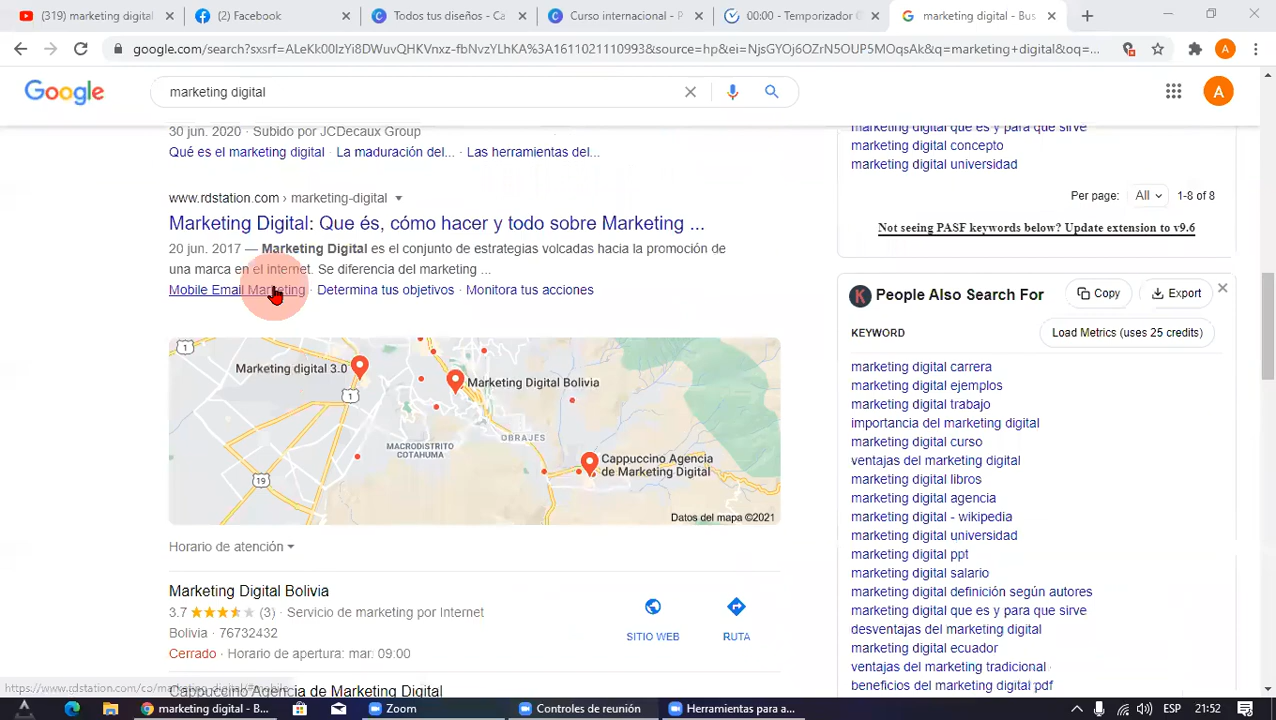 (319) marketing digital
(2) Facebook
Todos tus diseños - Ca
Curso internacional - P
00:00 - Temporizador O
marketing digital - Bus
google.com/search?sxsrf=ALeKk00IzYi8DWuvQHKVnxz-fbNvzYLhKA%3A1611021110993&source=hp&ei=NjsGYOj6OZrN5OUP5MOqsAk&q=marketing+digital&oq=...
A
Google
marketing digital
A
30 jun. 2020 · Subido por JCDecaux Group
Qué es el marketing digital · La maduración del... · Las herramientas del...
www.rdstation.com › marketing-digital
Marketing Digital: Que és, cómo hacer y todo sobre Marketing ...
20 jun. 2017 — Marketing Digital es el conjunto de estrategias volcadas hacia la promoción de
una marca en el internet. Se diferencia del marketing ...
Mobile Email Marketing · Determina tus objetivos · Monitora tus acciones
1
Marketing digital 3.0
1
Marketing Digital Bolivia
MACRODISTRITO
COTAHUMA
OBRAJES
Cappuccino Agencia
de Marketing Digital
19
Datos del mapa ©2021
Horario de atención
Marketing Digital Bolivia
3.7 (3) · Servicio de marketing por Internet
Bolivia · 76732432
Cerrado · Horario de apertura: mar. 09:00
SITIO WEB
RUTA
Cappuccino Agencia de Marketing Digital
marketing digital que es y para que sirve
marketing digital concepto
marketing digital universidad
Per page: All 1-8 of 8
Not seeing PASF keywords below? Update extension to v9.6
K People Also Search For
Copy
Export
KEYWORD
Load Metrics (uses 25 credits)
marketing digital carrera
marketing digital ejemplos
marketing digital trabajo
importancia del marketing digital
marketing digital curso
ventajas del marketing digital
marketing digital libros
marketing digital agencia
marketing digital - wikipedia
marketing digital universidad
marketing digital ppt
marketing digital salario
marketing digital definición según autores
marketing digital que es y para que sirve
desventajas del marketing digital
marketing digital ecuador
ventajas del marketing tradicional
beneficios del marketing digital pdf
marketing digital - B...
Zoom
Controles de reunión
Herramientas para a...
ESP
21:52